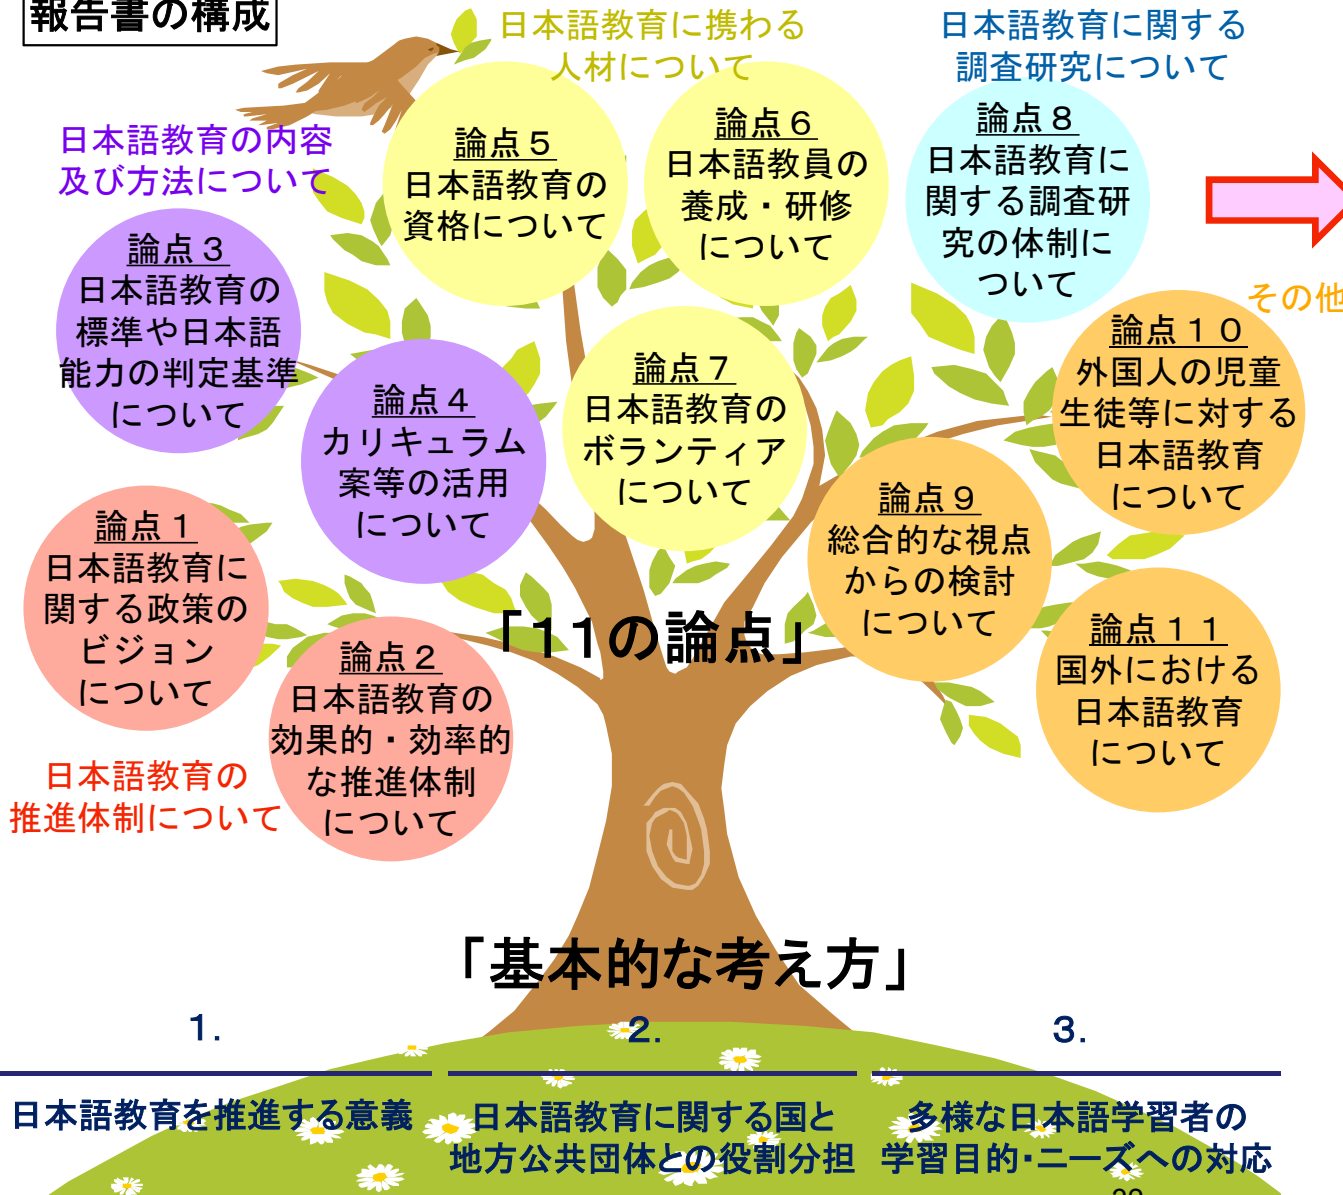 報告書の構成
日本語教育に携わる
人材について
日本語教育に関する
調査研究について
日本語教育の内容
及び方法について
論点５
日本語教育の
資格について
論点６
日本語教員の
養成・研修
について
論点８
日本語教育に
関する調査研
究の体制に
ついて
論点３
日本語教育の
標準や日本語
能力の判定基準
について
論点４
カリキュラム
案等の活用
について
論点７
日本語教育の
ボランティア
について
その他
論点１０
外国人の児童
生徒等に対する
日本語教育
について
論点９
総合的な視点
からの検討
について
論点１
日本語教育に
関する政策の
ビジョン
について
論点２
日本語教育の
効果的・効率的
な推進体制
について
論点１１
国外における
日本語教育
について
日本語教育の
推進体制について
「11の論点」
「基本的な考え方」
1.
日本語教育を推進する意義
2.
日本語教育に関する国と
地方公共団体との役割分担
3.
多様な日本語学習者の
学習目的・ニーズへの対応